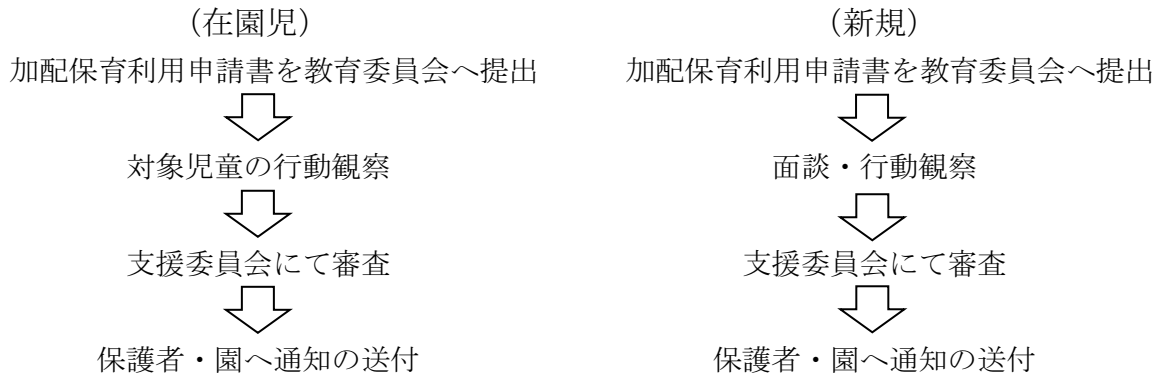 （在園児）
加配保育利用申請書を教育委員会へ提出
対象児童の行動観察
支援委員会にて審査
保護者・園へ通知の送付
（新規）
加配保育利用申請書を教育委員会へ提出
面談・行動観察
支援委員会にて審査
保護者・園へ通知の送付